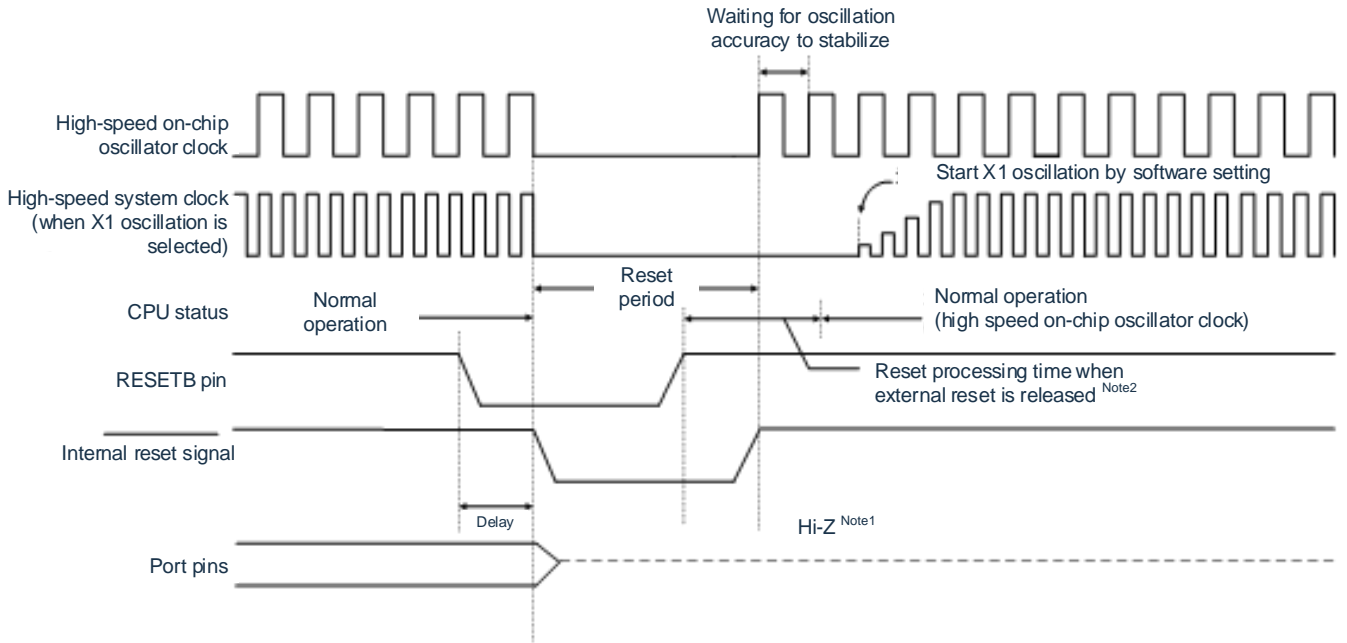 Waiting for oscillation
accuracy to stabilize
High-speed on-chip
oscillator clock
Start X1 oscillation by software setting
High-speed system clock
(when X1 oscillation is
selected)
Reset
period
CPU status
Normal
operation
Normal operation
(high speed on-chip oscillator clock)
RESETB pin
Reset processing time when
external reset is released Note2
Internal reset signal
Delay
Hi-Z Note1
Port pins